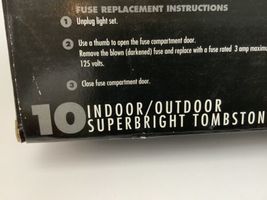 FUSE REPLACEMENT INSTRUCTIONS
1 Unplug light set.
2 Use a thumb to open the fuse compartment door.
Remove the blown (darkened) fuse and replace with a fuse rated 3 amp maximu
125 volts.
3 Close fuse compartment door.
10 INDOOR/OUTDOOR
SUPERBRIGHT TOMBSTON